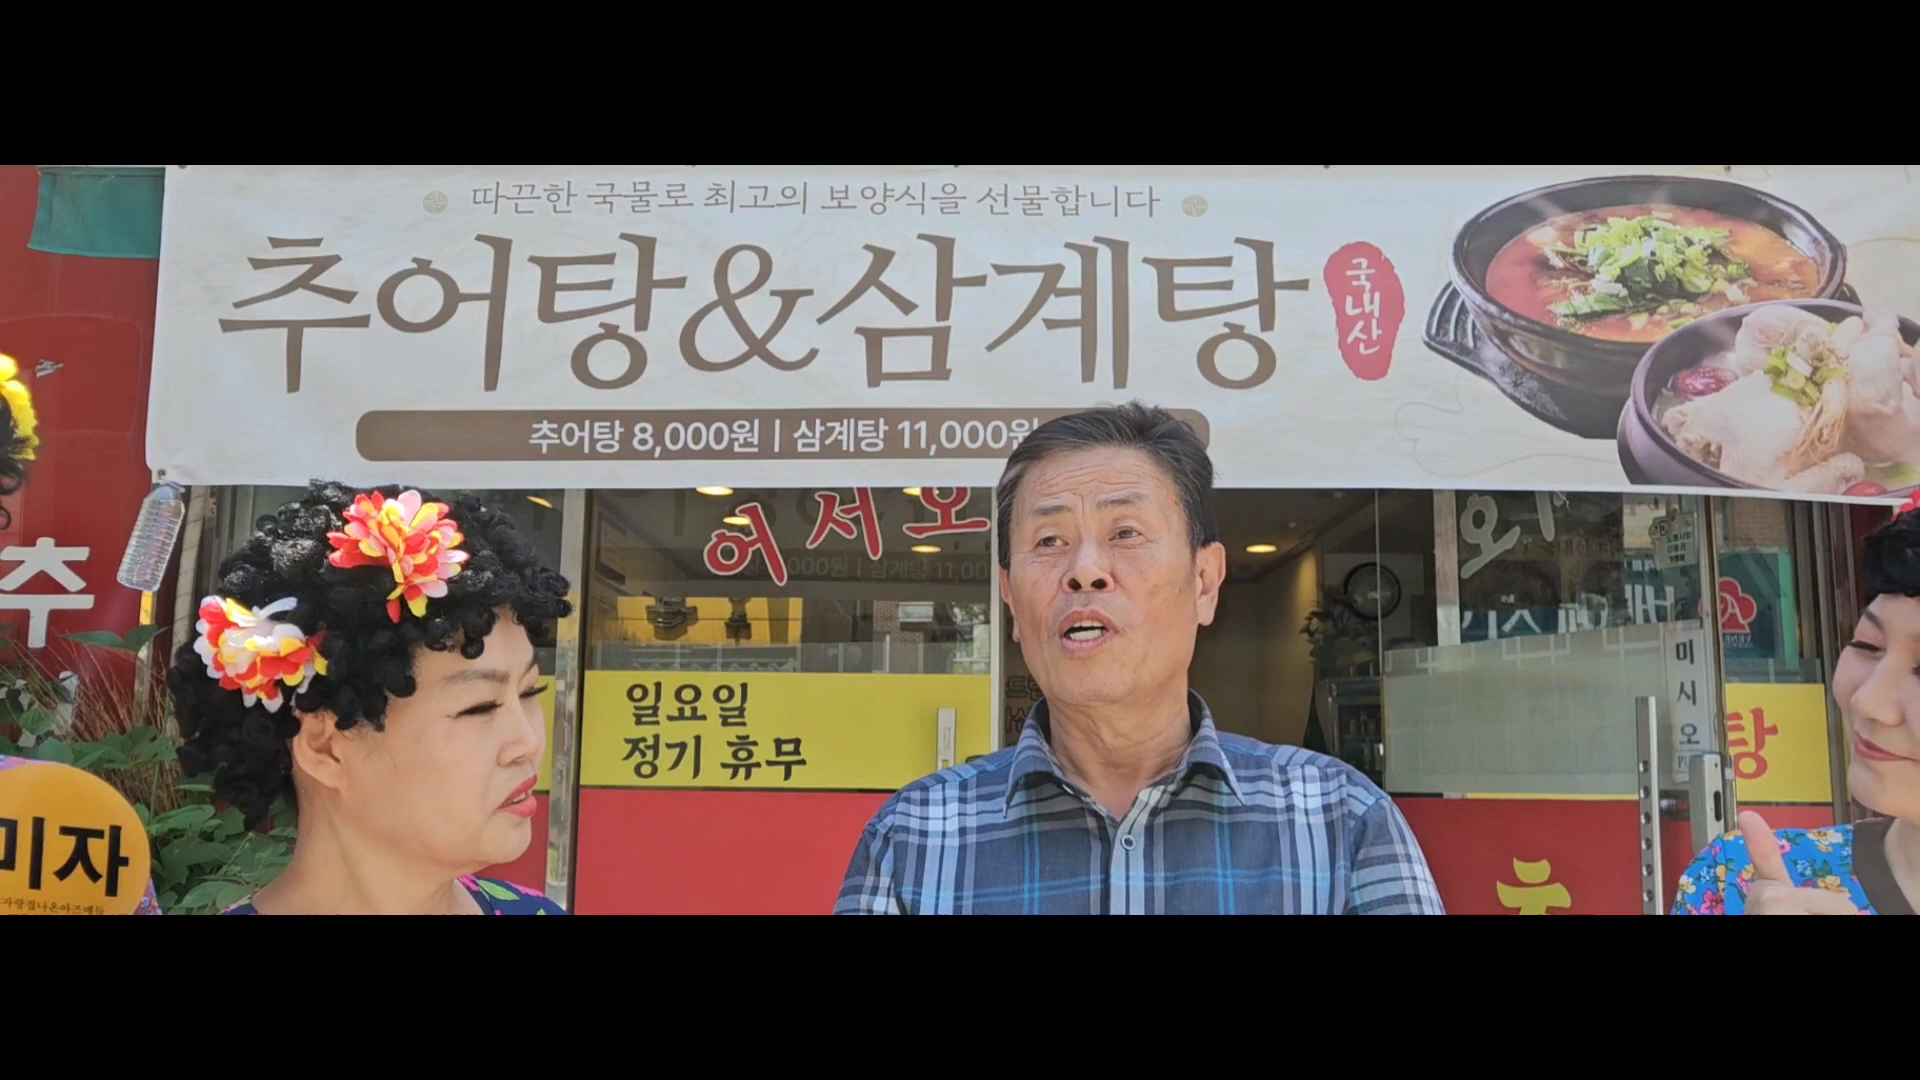 따끈한 국물로 최고의 보양식을 선물합니다
추어탕&삼계탕
국내산
추어탕 8,000원 | 삼계탕 11,000원
어서오
일요일
정기 휴무
추
미시오
탕
미자